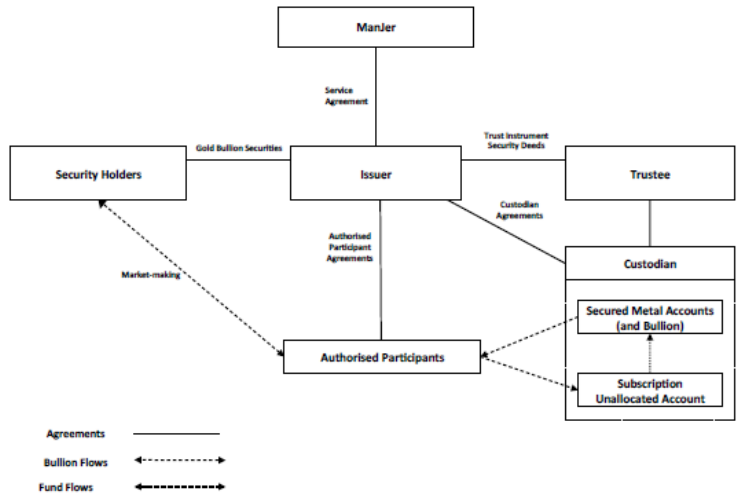 ManJer
Service
Agreement
Gold Bullion Securities
Trust Instrument
Security Deeds
Security Holders
Issuer
Trustee
Custodian
Agreements
Authorised
Participant
Agreements
Custodian
Market-making
Secured Metal Accounts
(and Bullion)
Authorised Participants
Subscription
Unallocated Account
Agreements
Bullion Flows
Fund Flows